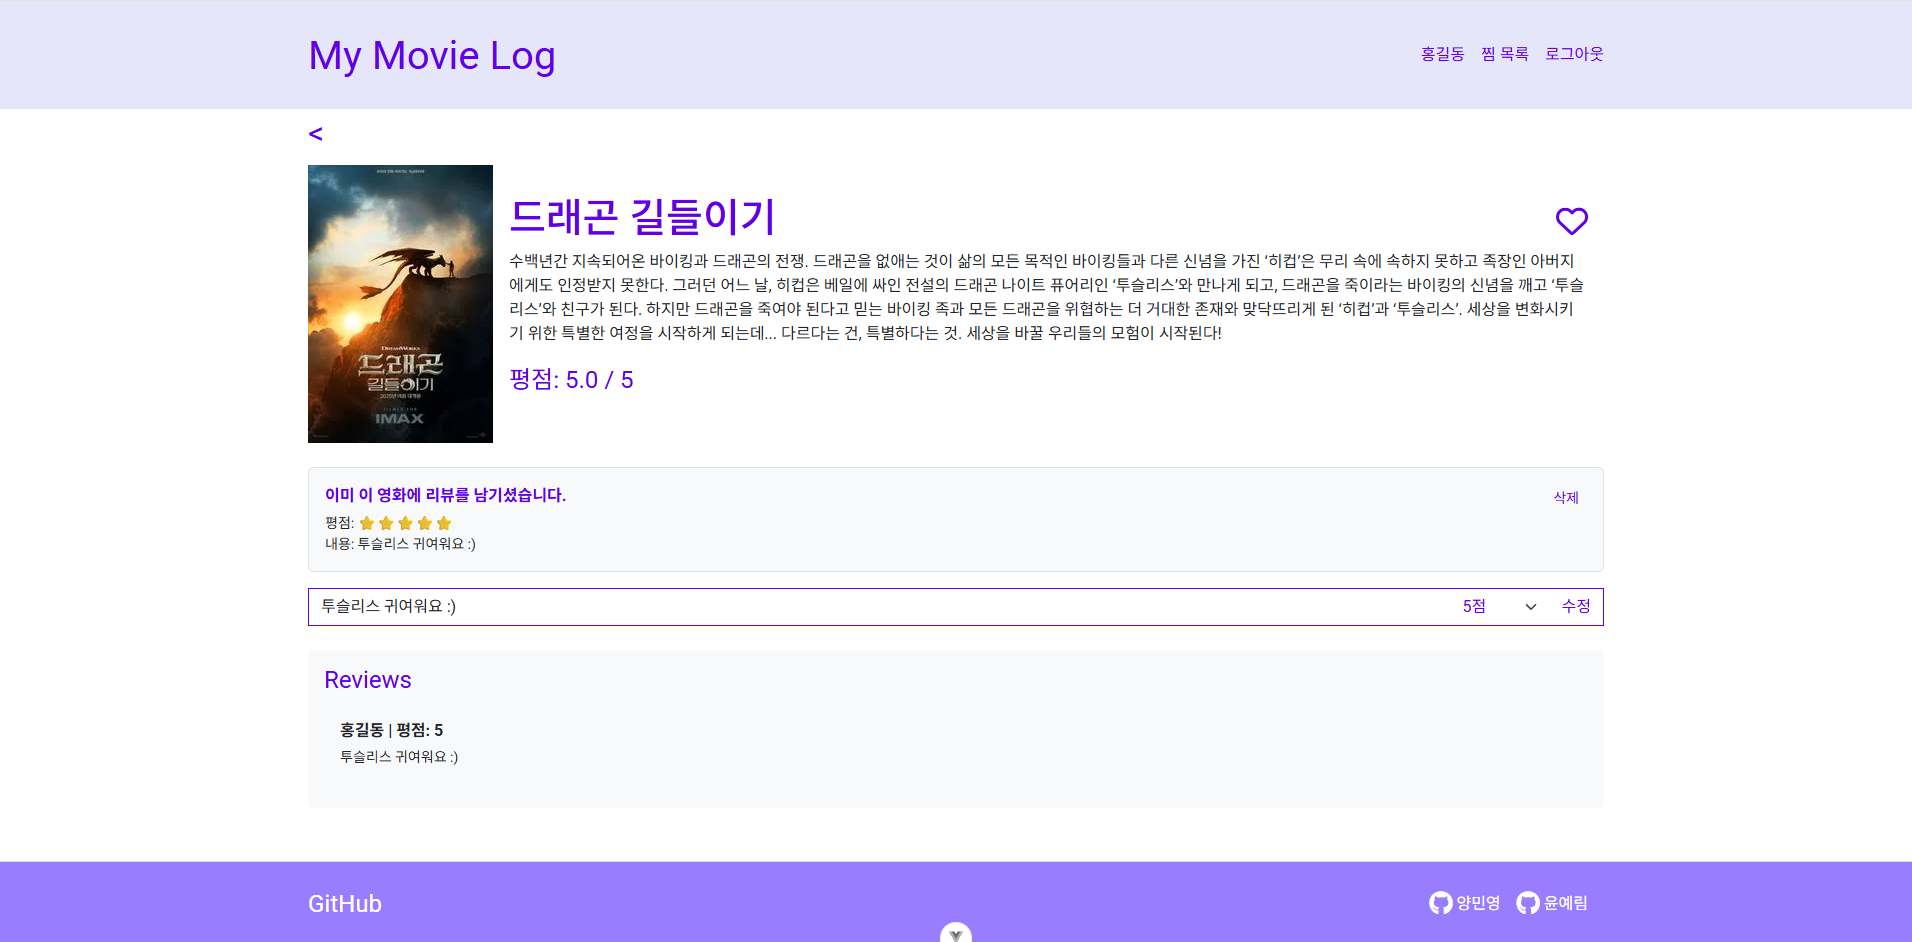 My Movie Log
홍길동 찜 목록 로그아웃
<
드래곤 길들이기
수백년간 지속되어온 바이킹과 드래곤의 전쟁. 드래곤을 없애는 것이 삶의 모든 목적인 바이킹들과 다른 신념을 가진 ‘히컵’은 무리 속에 속하지 못하고 족장인 아버지
에게도 인정받지 못한다. 그러던 어느 날, 히컵은 베일에 싸인 전설의 드래곤 나이트 퓨어리인 ‘투슬리스’와 만나게 되고, 드래곤을 죽이라는 바이킹의 신념을 깨고 ‘투슬
리스’와 친구가 된다. 하지만 드래곤을 죽여야 된다고 믿는 바이킹 족과 모든 드래곤을 위협하는 더 거대한 존재와 맞닥뜨리게 된 ‘히컵’과 ‘투슬리스’. 세상을 변화시키
기 위한 특별한 여정을 시작하게 되는데... 다르다는 건, 특별하다는 것. 세상을 바꿀 우리들의 모험이 시작된다!
평점: 5.0 / 5
DREAMWORKS
드래곤
길들이기
2025년 여름 대개봉
FILMED FOR
IMAX
이미 이 영화에 리뷰를 남기셨습니다.
삭제
평점:
내용: 투슬리스 귀여워요 :)
투슬리스 귀여워요 :) 5점 수정
Reviews
홍길동 | 평점: 5
투슬리스 귀여워요 :)
GitHub
양민영 윤예림